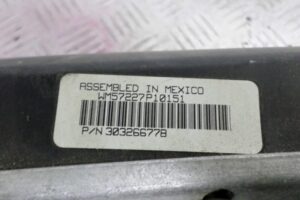 ASSEMBLED IN MEXICO
WM57227P10151
P/N 30326677B